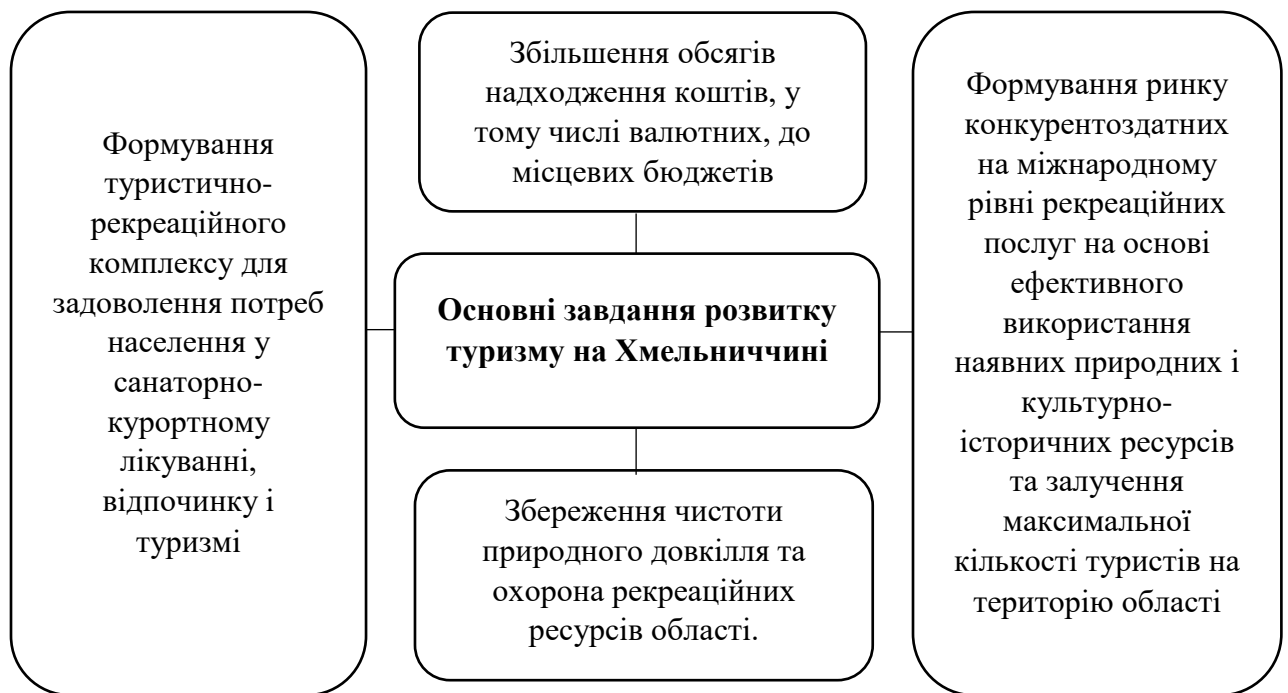 Формування
туристично-
рекреаційного
комплексу для
задоволення потреб
населення у
санаторно-
курортному
лікуванні,
відпочинку і
туризмі
Збільшення обсягів
надходження коштів, у
тому числі валютних, до
місцевих бюджетів
Основні завдання розвитку
туризму на Хмельниччині
Збереження чистоти
природного довкілля та
охорона рекреаційних
ресурсів області.
Формування ринку
конкурентоздатних
на міжнародному
рівні рекреаційних
послуг на основі
ефективного
використання
наявних природних і
культурно-
історичних ресурсів
та залучення
максимальної
кількості туристів на
територію області